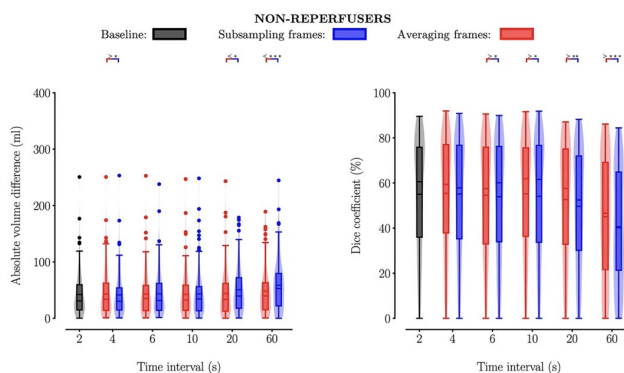 NON-REPERFUSERS
Baseline: Subsampling frames: Averaging frames:
> * < * < * * * > * > * > ** > * * *
400 100
300 80
200 60
100 40
0 20
0
Absolute volume difference (ml) Dice coefficient (%)
2 4 6 10 20 60 2 4 6 10 20 60
Time interval (s) Time interval (s)